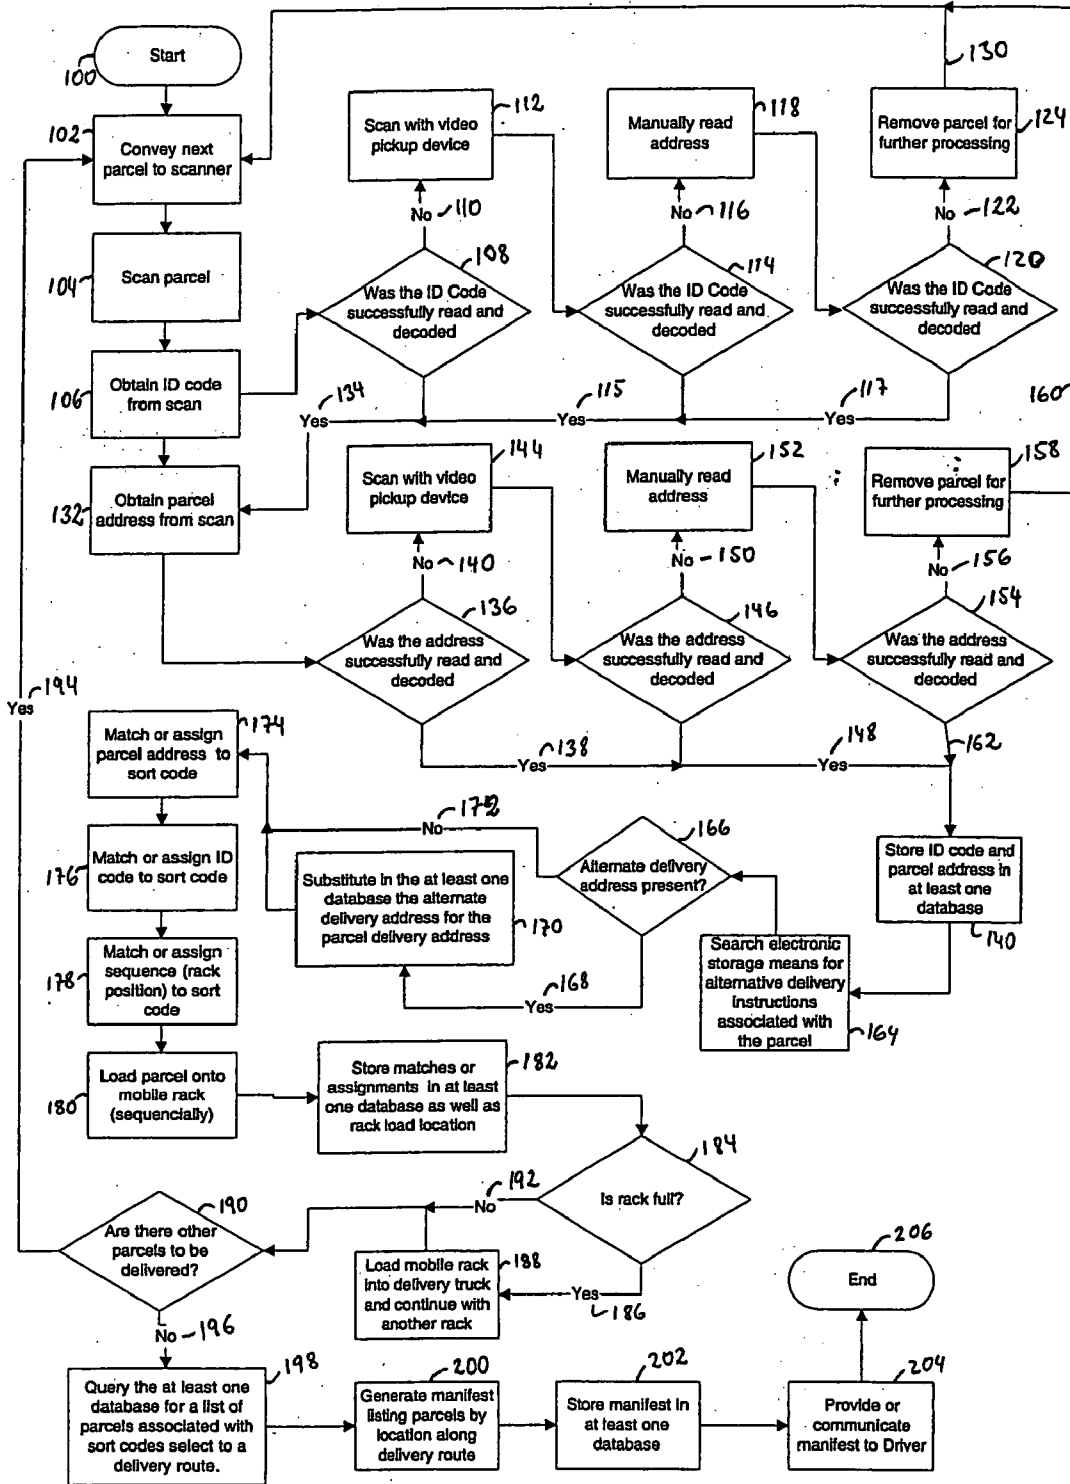 Start
100
102
Convey next
parcel to scanner
104
Scan parcel
106
Obtain ID code
from scan
132
Obtain parcel
address from scan
112
Scan with video
pickup device
No 110
108
Was the ID Code
successfully read and
decoded
118
Manually read
address
No 116
114
Was the ID Code
successfully read and
decoded
130
124
Remove parcel for
further processing
No 122
120
Was the ID Code
successfully read and
decoded
134
Yes
115
Yes
117
Yes
160
144
Scan with video
pickup device
No 140
136
Was the address
successfully read and
decoded
152
Manually read
address
No 150
146
Was the address
successfully read and
decoded
158
Remove parcel for
further processing
No 156
154
Was the address
successfully read and
decoded
138
Yes
148
Yes
162
194
Yes
174
Match or assign
parcel address to
sort code
176
Match or assign ID
code to sort code
178
Match or assign
sequence (rack
position) to sort
code
180
Load parcel onto
mobile rack
(sequencially)
172
No
Substitute in the at least one
database the alternate
delivery address for the
parcel delivery address
170
166
Alternate delivery
address present?
168
Yes
Store ID code and
parcel address in
at least one
database
140
Search electronic
storage means for
alternative delivery
instructions
associated with
the parcel
164
182
Store matches or
assignments in at least
one database as well as
rack load location
184
Is rack full?
192
No
188
Load mobile rack
into delivery truck
and continue with
another rack
Yes
186
190
Are there other
parcels to be
delivered?
No 196
198
Query the at least one
database for a list of
parcels associated with
sort codes select to a
delivery route.
200
Generate manifest
listing parcels by
location along
delivery route
202
Store manifest in
at least one
database
204
Provide or
communicate
manifest to Driver
206
End